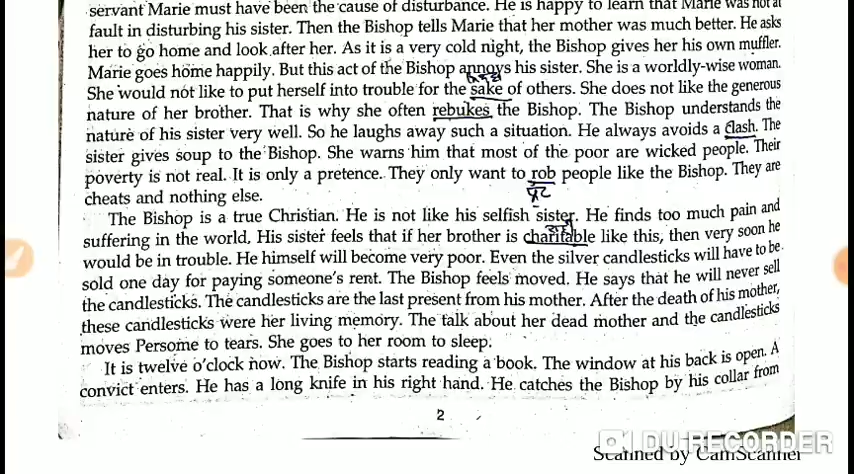 servant Marie must have been the cause of disturbance. He is happy to learn that Marie was not at
fault in disturbing his sister. Then the Bishop tells Marie that her mother was much better. He asks
her to go home and look after her. As it is a very cold night, the Bishop gives her his own muffler.
Marie goes home happily. But this act of the Bishop annoys his sister. She is a worldly-wise woman.
She would not like to put herself into trouble for the sake of others. She does not like the generous
nature of her brother. That is why she often rebukes the Bishop. The Bishop understands the
nature of his sister very well. So he laughs away such a situation. He always avoids a clash. The
sister gives soup to the Bishop. She warns him that most of the poor are wicked people. Their
poverty is not real. It is only a pretence. They only want to rob people like the Bishop. They are
cheats and nothing else.
The Bishop is a true Christian. He is not like his selfish sister. He finds too much pain and
suffering in the world. His sister feels that if her brother is charitable like this, then very soon he
would be in trouble. He himself will become very poor. Even the silver candlesticks will have to be
sold one day for paying someone's rent. The Bishop feels moved. He says that he will never sell
the candlesticks. The candlesticks are the last present from his mother. After the death of his mother,
these candlesticks were her living memory. The talk about her dead mother and the candlesticks
moves Persome to tears. She goes to her room to sleep.
It is twelve o'clock now. The Bishop starts reading a book. The window at his back is open. A
convict enters. He has a long knife in his right hand. He catches the Bishop by his collar from
2
DU RECORDER
Scanned by CamScanner